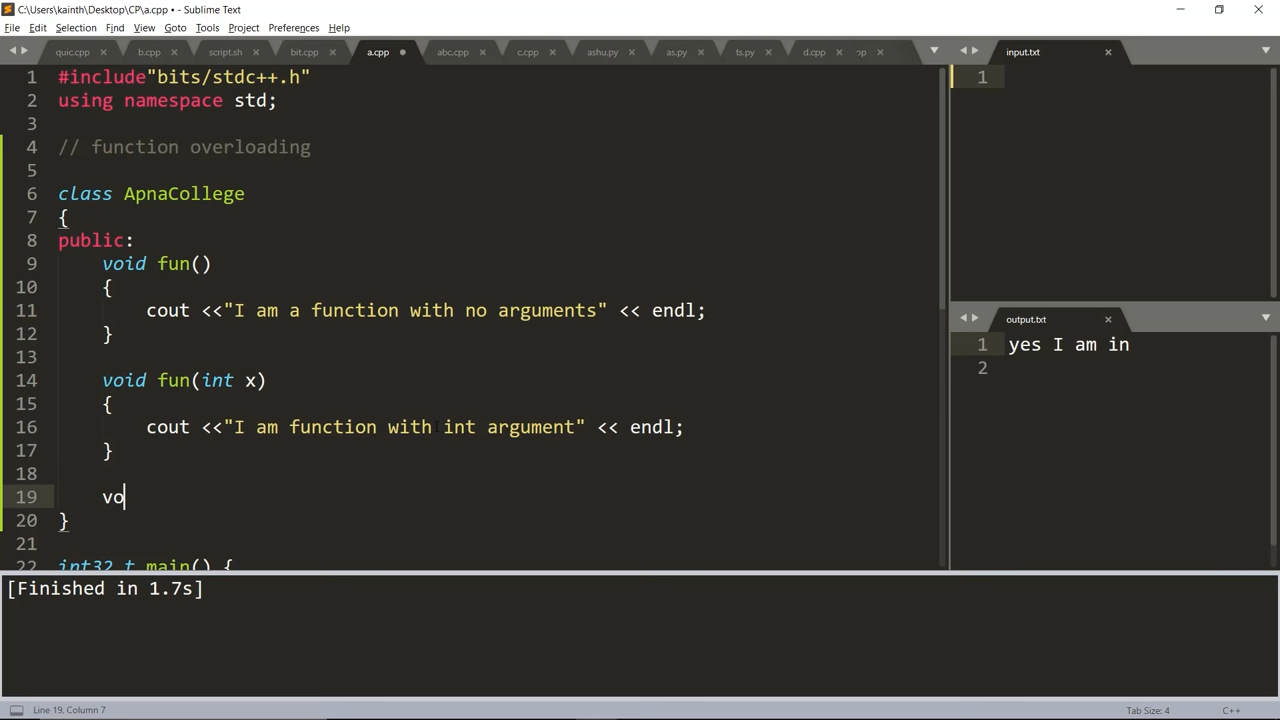 C:\Users\kainth\Desktop\CP\a.cpp • - Sublime Text
File Edit Selection Find View Goto Tools Project Preferences Help
quic.cpp b.cpp script.sh bit.cpp a.cpp abc.cpp c.cpp ashu.py as.py ts.py d.cpp pp
1 #include"bits/stdc++.h"
2 using namespace std;
3
4 // function overloading
5
6 class ApnaCollege
7 {
8 public:
9 void fun()
10 {
11 cout <<"I am a function with no arguments" << endl;
12 }
13
14 void fun(int x)
15 {
16 cout <<"I am function with int argument" << endl;
17 }
18
19 vo
20 }
21
22 int32_t main() {
input.txt
1
output.txt
1 yes I am in
2
[Finished in 1.7s]
Line 19, Column 7
Tab Size: 4
C++